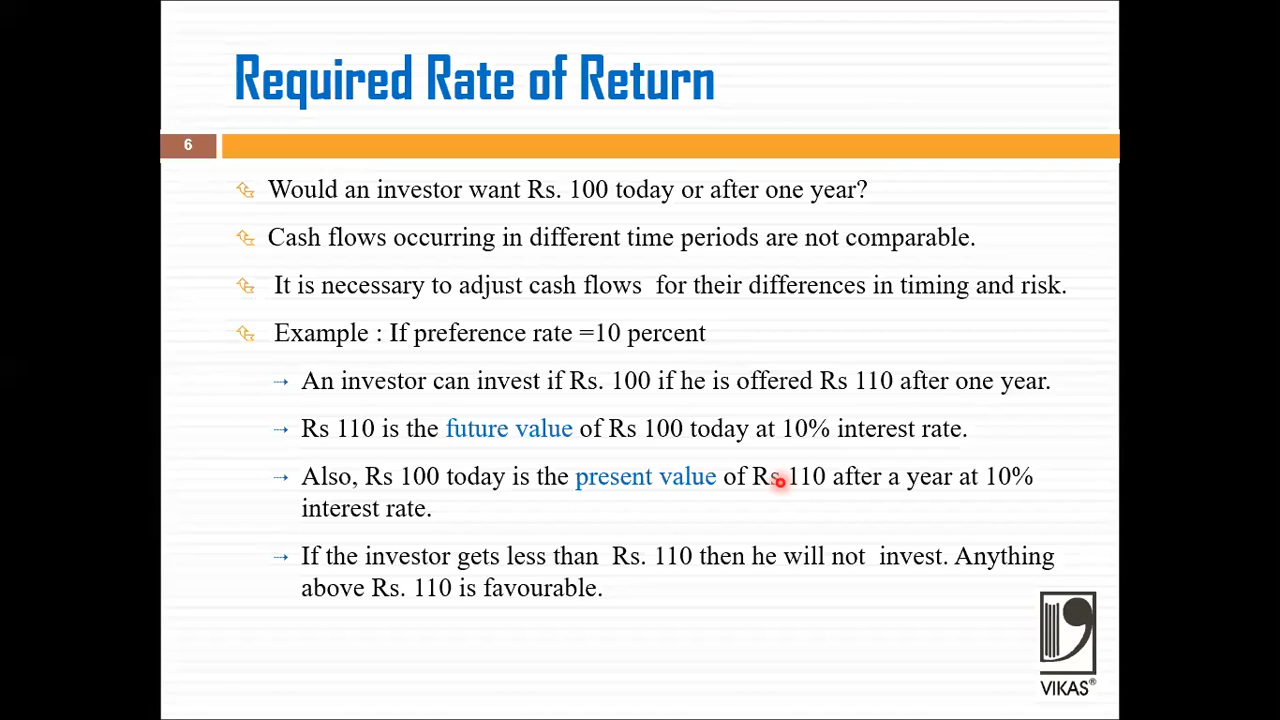 Required Rate of Return
6
Would an investor want Rs. 100 today or after one year?
Cash flows occurring in different time periods are not comparable.
It is necessary to adjust cash flows for their differences in timing and risk.
Example : If preference rate =10 percent
An investor can invest if Rs. 100 if he is offered Rs 110 after one year.
Rs 110 is the future value of Rs 100 today at 10% interest rate.
Also, Rs 100 today is the present value of Rs 110 after a year at 10%
interest rate.
If the investor gets less than Rs. 110 then he will not invest. Anything
above Rs. 110 is favourable.
VIKAS®